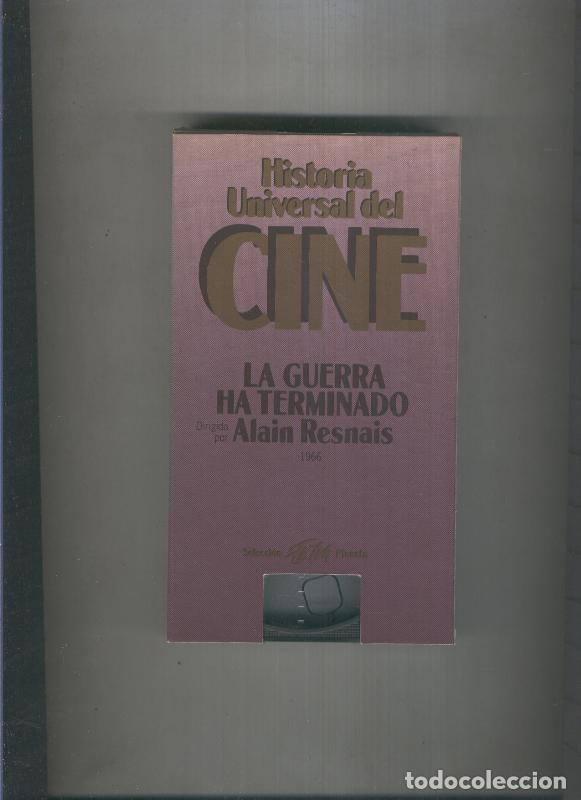 Historia
Universal del
CINE
LA GUERRA
HA TERMINADO
Dirigida por Alain Resnais
1966
Selección Planeta
todocoleccion